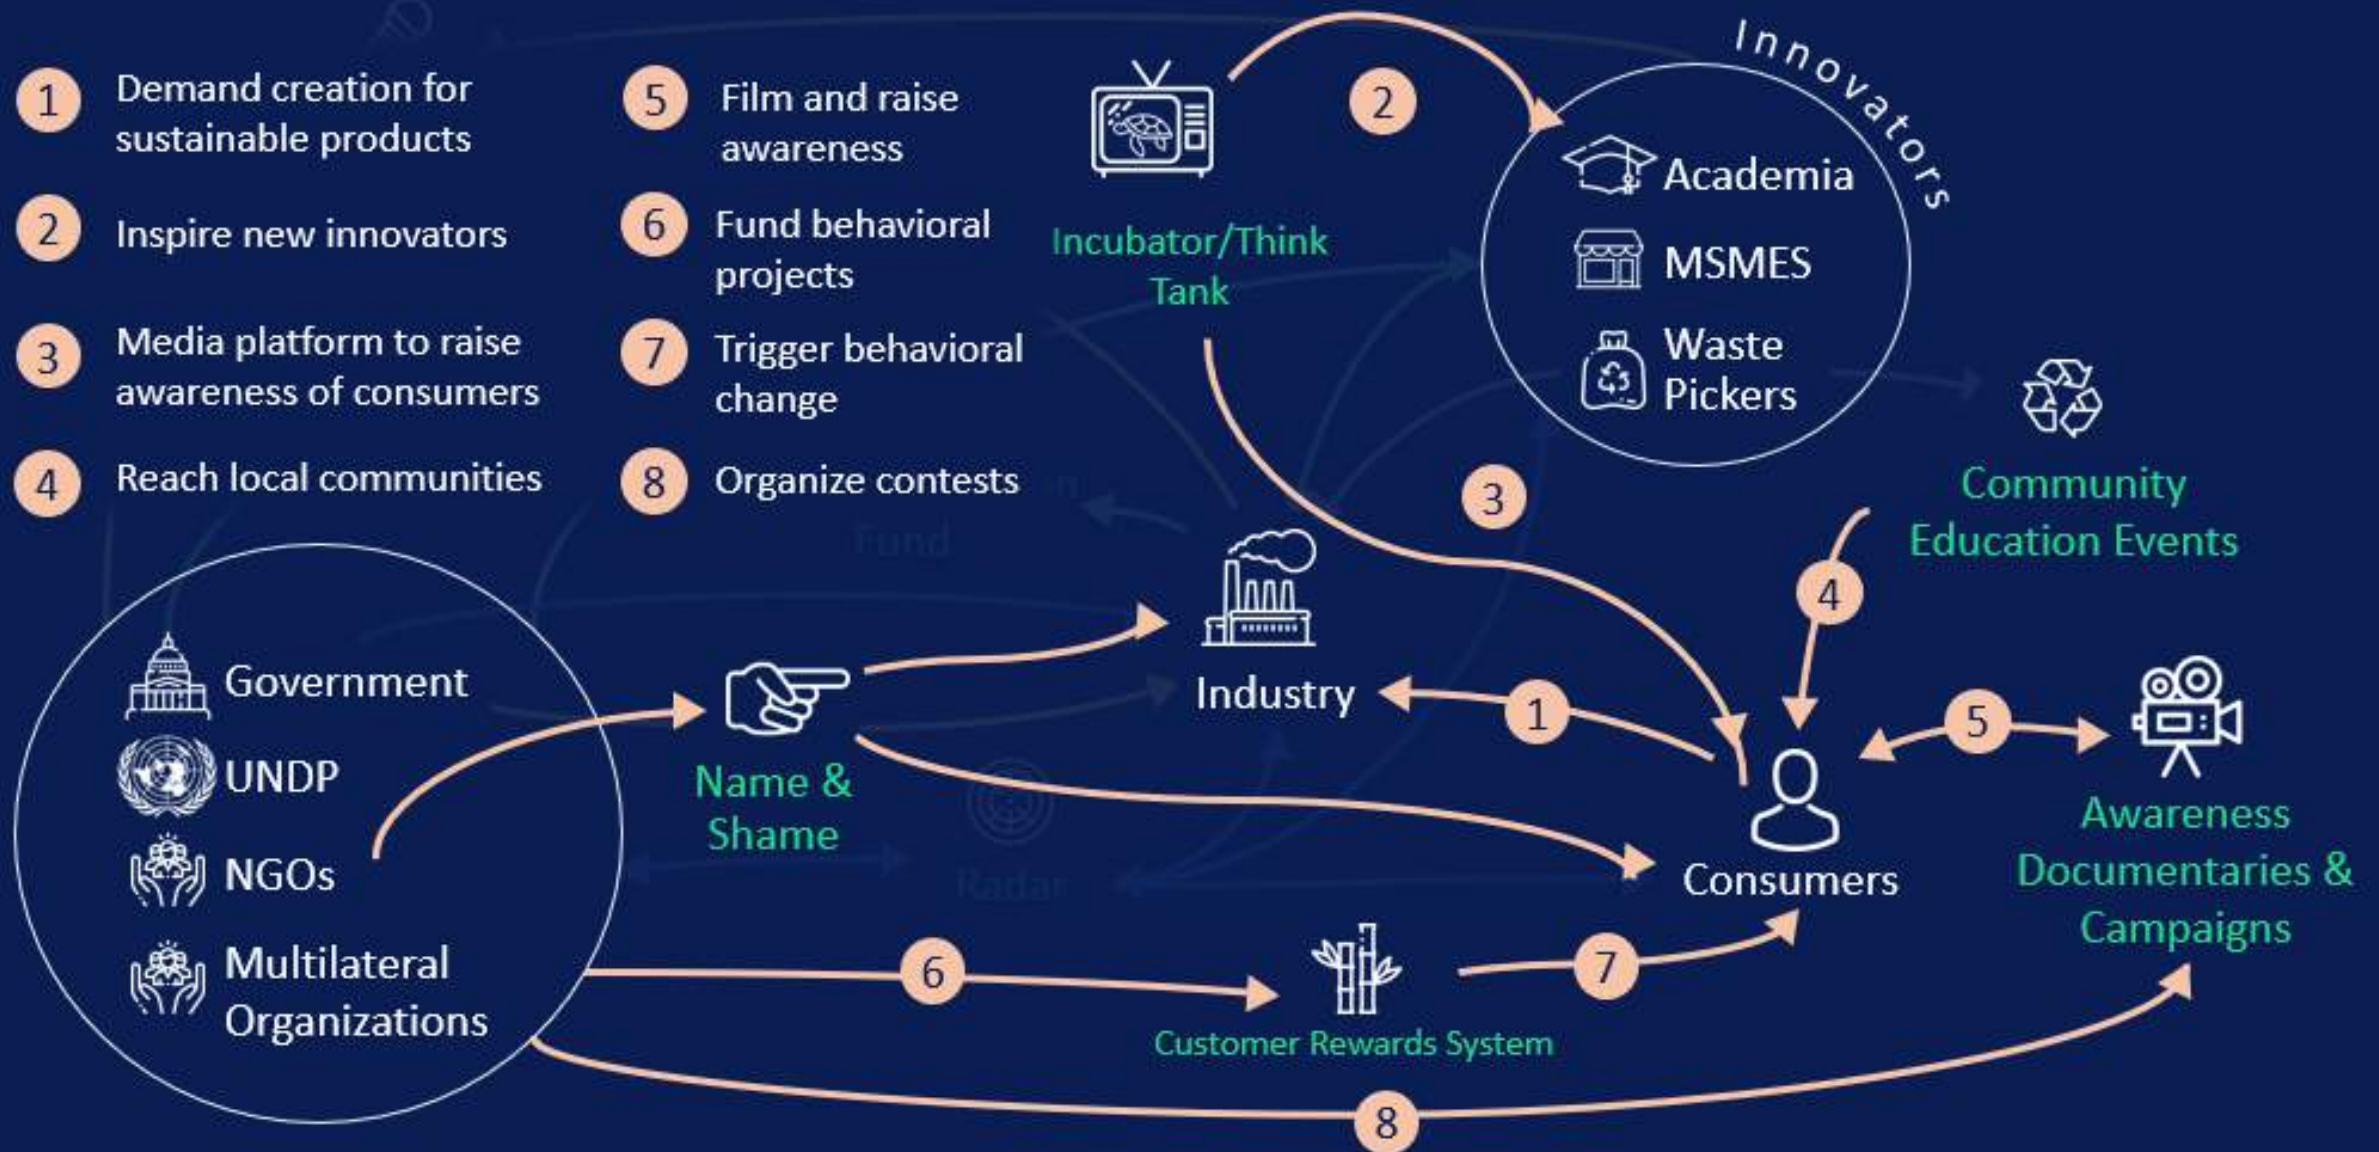 1 Demand creation for
sustainable products
2 Inspire new innovators
3 Media platform to raise
awareness of consumers
4 Reach local communities
5 Film and raise
awareness
6 Fund behavioral
projects
7 Trigger behavioral
change
8 Organize contests
Incubator/Think
Tank
2
Innovators
Academia
MSMES
Waste
Pickers
3
Community
Education Events
4
Fund
Government
UNDP
NGOs
Multilateral
Organizations
Name &
Shame
Industry
1
Radar
Consumers
5
Awareness
Documentaries &
Campaigns
6
Customer Rewards System
7
8